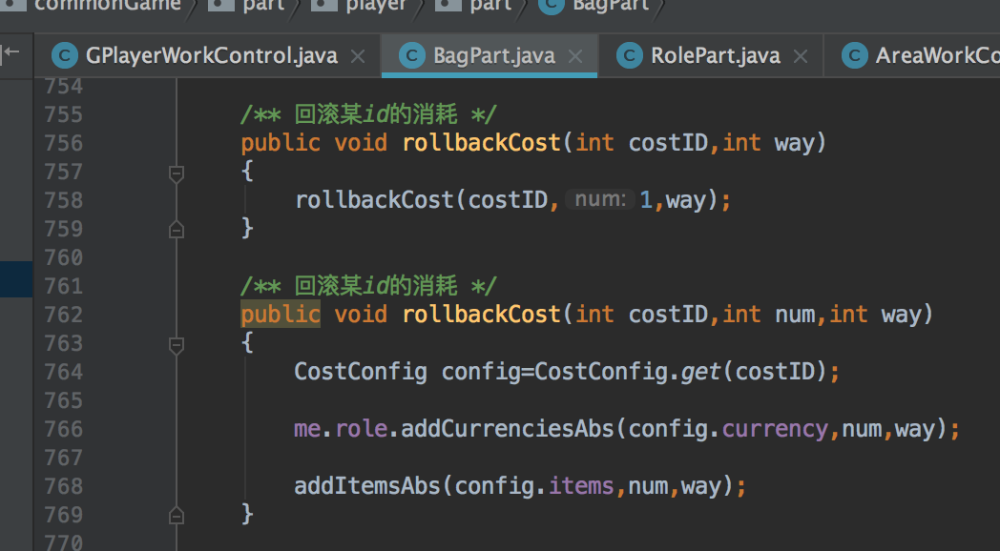 commonGame part player part BagPart
GPlayerWorkControl.java BagPart.java RolePart.java AreaWorkCo
754
755 /** 回滚某id的消耗 */
756 public void rollbackCost(int costID,int way)
757 {
758 rollbackCost(costID, num: 1,way);
759 }
760
761 /** 回滚某id的消耗 */
762 public void rollbackCost(int costID,int num,int way)
763 {
764 CostConfig config=CostConfig.get(costID);
765
766 me.role.addCurrenciesAbs(config.currency,num,way);
767
768 addItemsAbs(config.items,num,way);
769 }
770